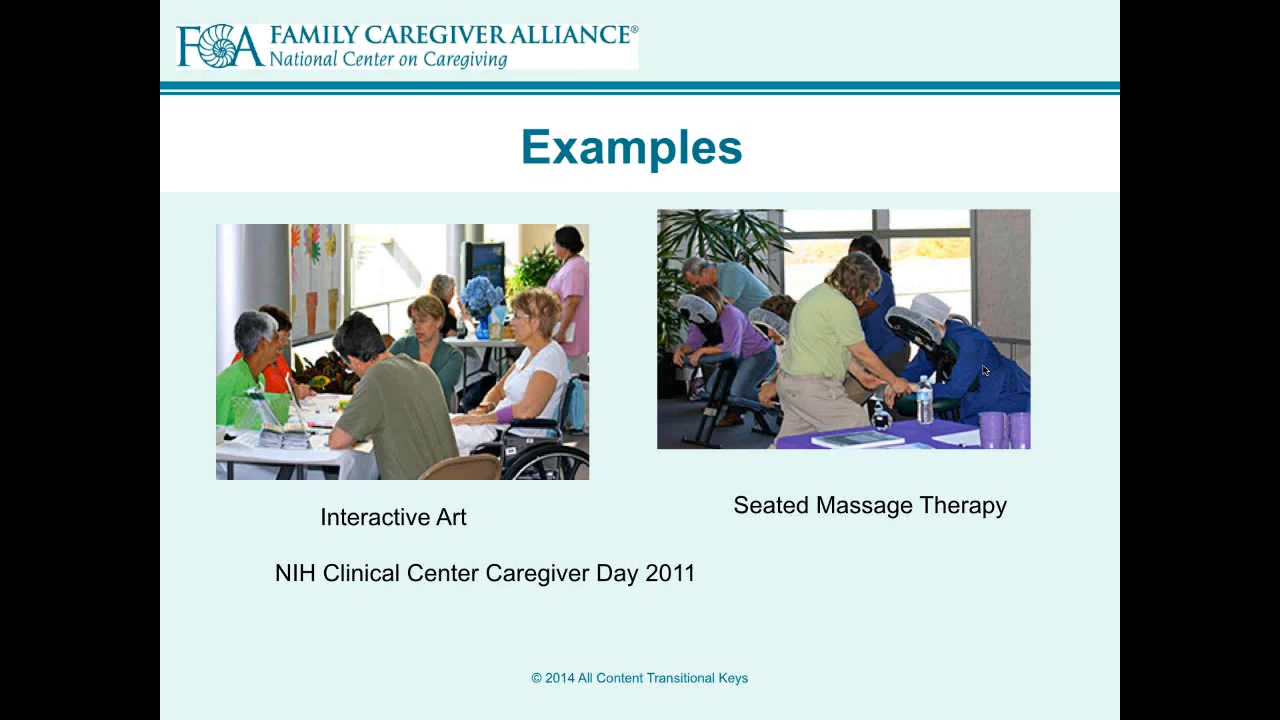 FCA FAMILY CAREGIVER ALLIANCE®
National Center on Caregiving
Examples
Interactive Art
Seated Massage Therapy
NIH Clinical Center Caregiver Day 2011
© 2014 All Content Transitional Keys